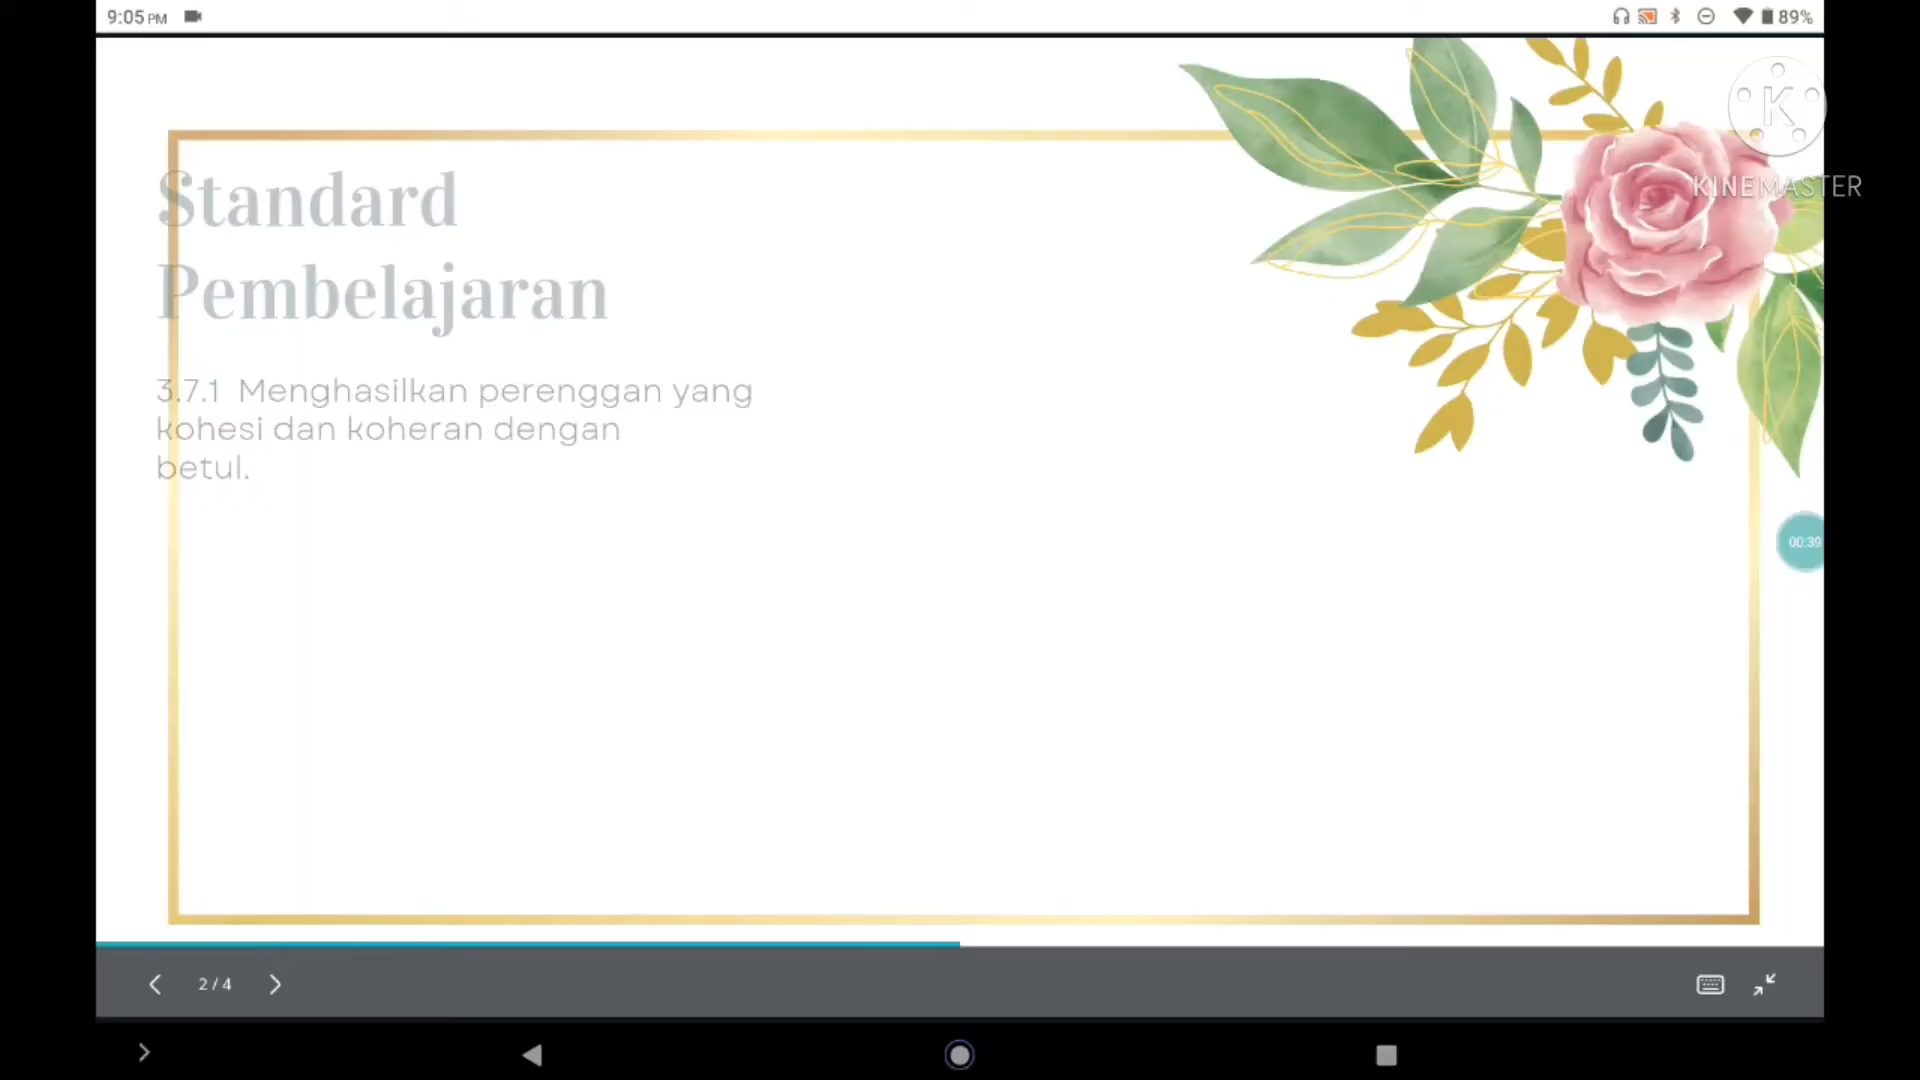 9:05 PM
89%
K
KINEMASTER
Standard
Pembelajaran
3.7.1 Menghasilkan perenggan yang
kohesi dan koheran dengan
betul.
00:39
2 / 4